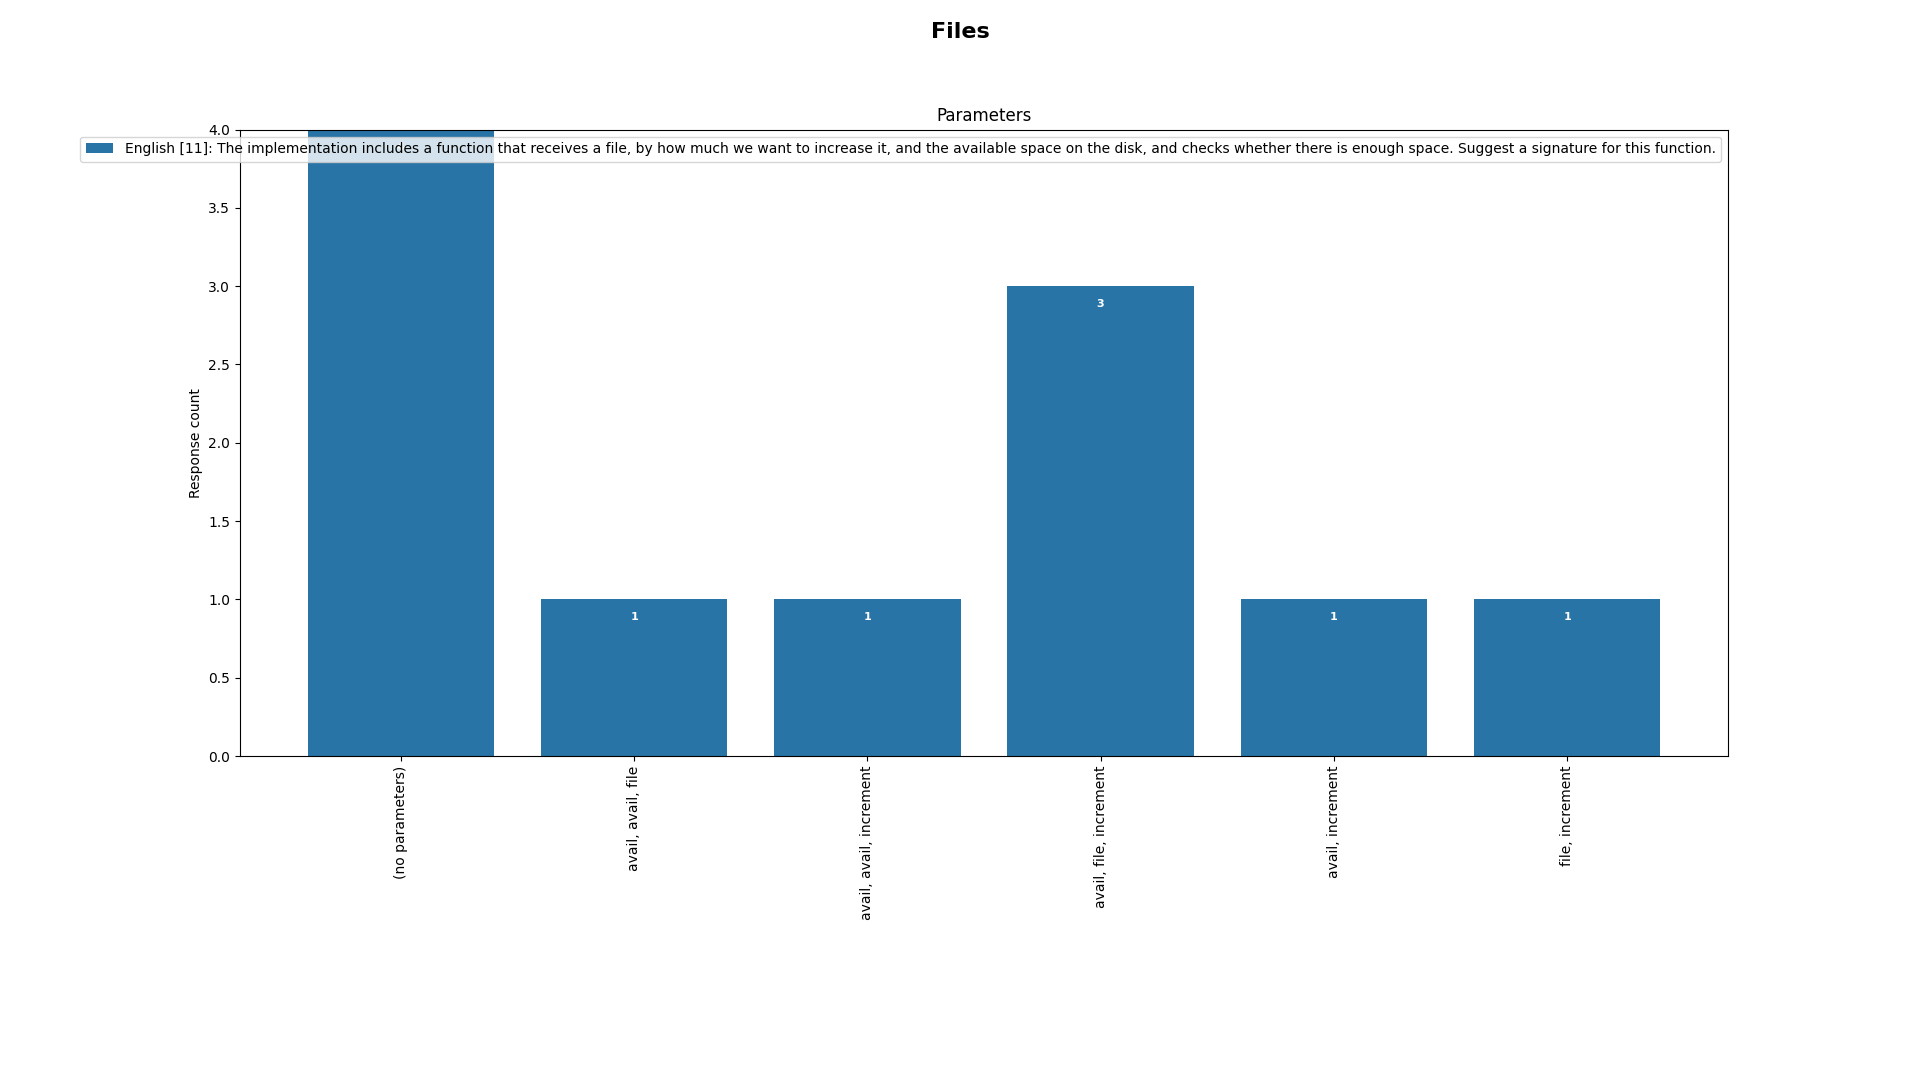 Files
Parameters
English [11]: The implementation includes a function that receives a file, by how much we want to increase it, and the available space on the disk, and checks whether there is enough space. Suggest a signature for this function.
Response count
4.0
3.5
3.0
2.5
2.0
1.5
1.0
0.5
0.0
1
1
3
1
1
(no parameters)
avail, avail, file
avail, avail, increment
avail, file, increment
avail, increment
file, increment